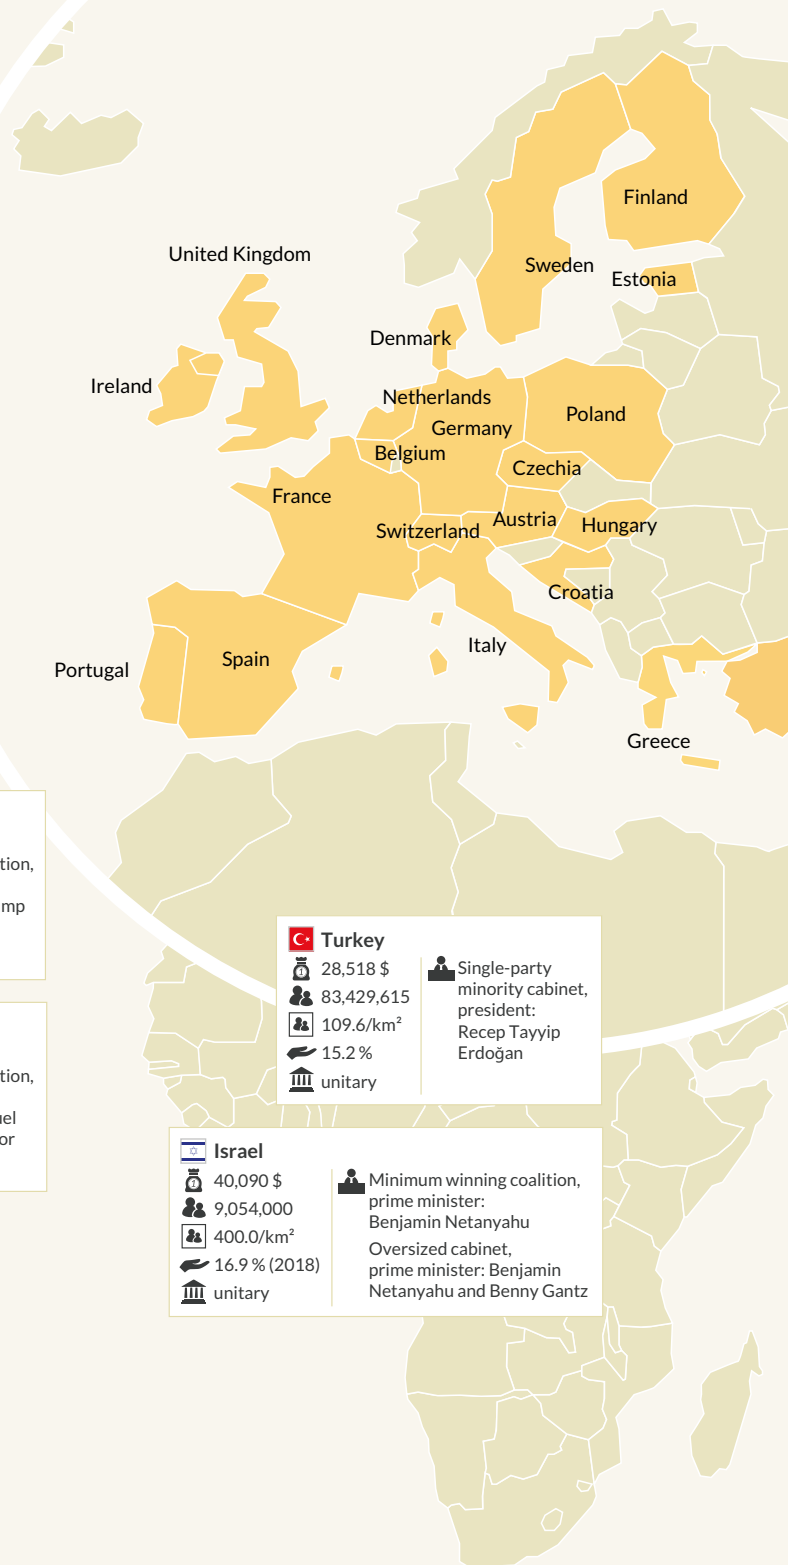 Finland
United Kingdom
Sweden
Estonia
Denmark
Ireland
Netherlands
Poland
Germany
Belgium
Czechia
France
Austria
Switzerland
Hungary
Croatia
Italy
Spain
Portugal
Greece
tion,
mp
Turkey
28,518 $
83,429,615
109.6/km²
15.2 %
unitary
Single-party
minority cabinet,
president:
Recep Tayyip
Erdoğan
tion,
uel
or
Israel
40,090 $
9,054,000
400.0/km²
16.9 % (2018)
unitary
Minimum winning coalition,
prime minister:
Benjamin Netanyahu
Oversized cabinet,
prime minister: Benjamin
Netanyahu and Benny Gantz